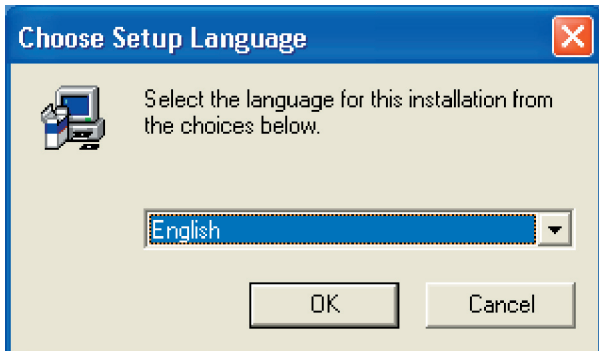 Choose Setup Language
Select the language for this installation from
the choices below.
English
OK
Cancel